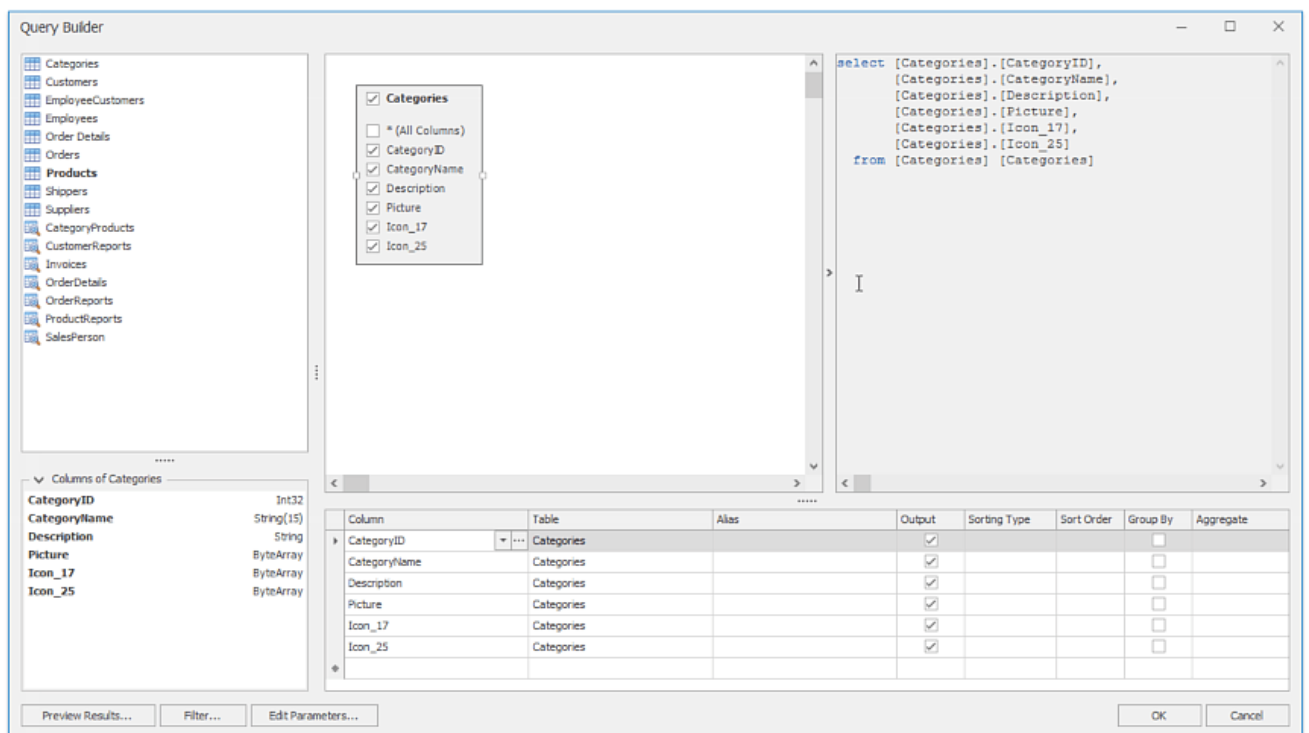 Query Builder
Categories
Customers
EmployeeCustomers
Employees
Order Details
Orders
Products
Shippers
Suppliers
CategoryProducts
CustomerReports
Invoices
OrderDetails
OrderReports
ProductReports
SalesPerson
Categories
* (All Columns)
CategoryID
CategoryName
Description
Picture
Icon_17
Icon_25
select [Categories].[CategoryID],
[Categories].[CategoryName],
[Categories].[Description],
[Categories].[Picture],
[Categories].[Icon_17],
[Categories].[Icon_25]
from [Categories] [Categories]
Columns of Categories
CategoryID Int32
CategoryName String(15)
Description String
Picture ByteArray
Icon_17 ByteArray
Icon_25 ByteArray
Column Table Alias Output Sorting Type Sort Order Group By Aggregate
CategoryID Categories
CategoryName Categories
Description Categories
Picture Categories
Icon_17 Categories
Icon_25 Categories
Preview Results... Filter... Edit Parameters... OK Cancel